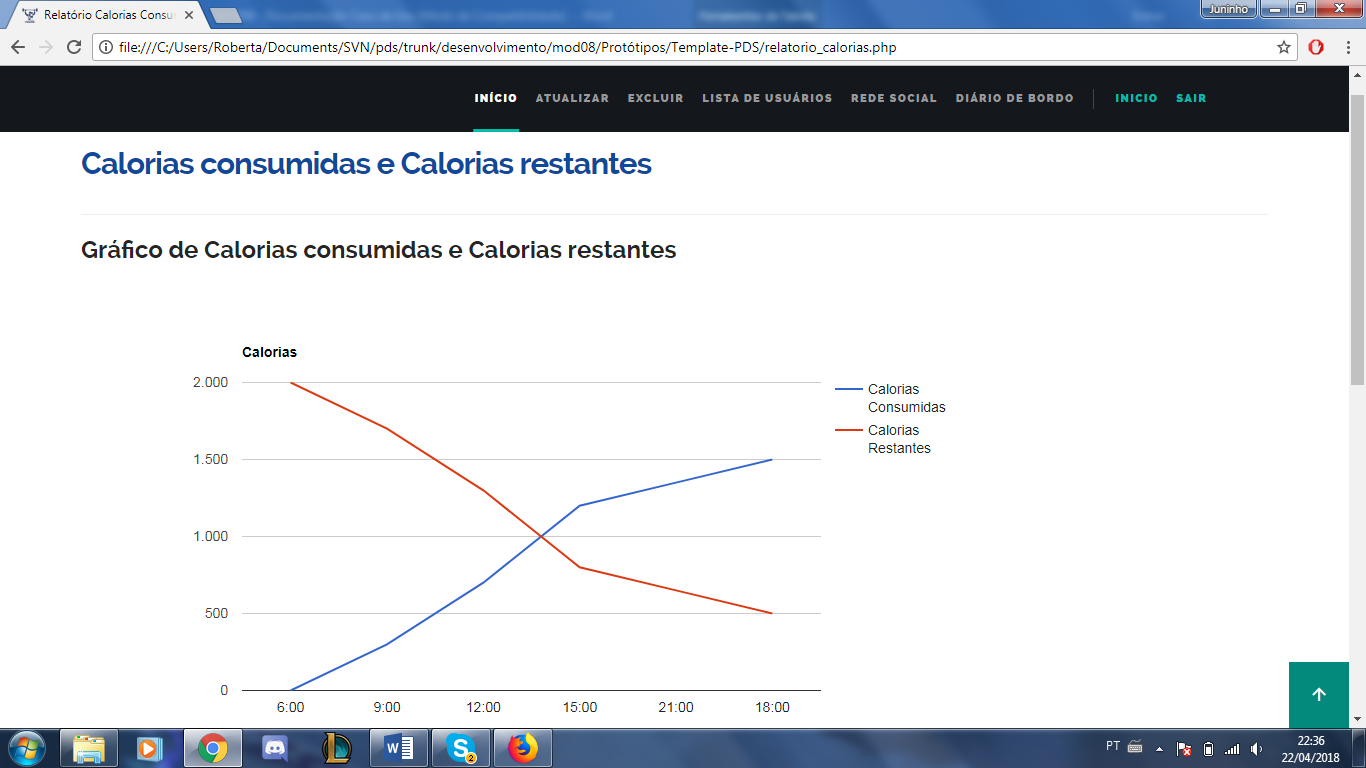 Relatório Calorias Consu
Juninho
file:///C:/Users/Roberta/Documents/SVN/pds/trunk/desenvolvimento/mod08/Protótipos/Template-PDS/relatorio_calorias.php
INÍCIO ATUALIZAR EXCLUIR LISTA DE USUÁRIOS REDE SOCIAL DIÁRIO DE BORDO INICIO SAIR
Calorias consumidas e Calorias restantes
Gráfico de Calorias consumidas e Calorias restantes
Calorias
2.000
1.500
1.000
500
0
6:00 9:00 12:00 15:00 21:00 18:00
Calorias
Consumidas
Calorias
Restantes
PT
22:36
22/04/2018
2